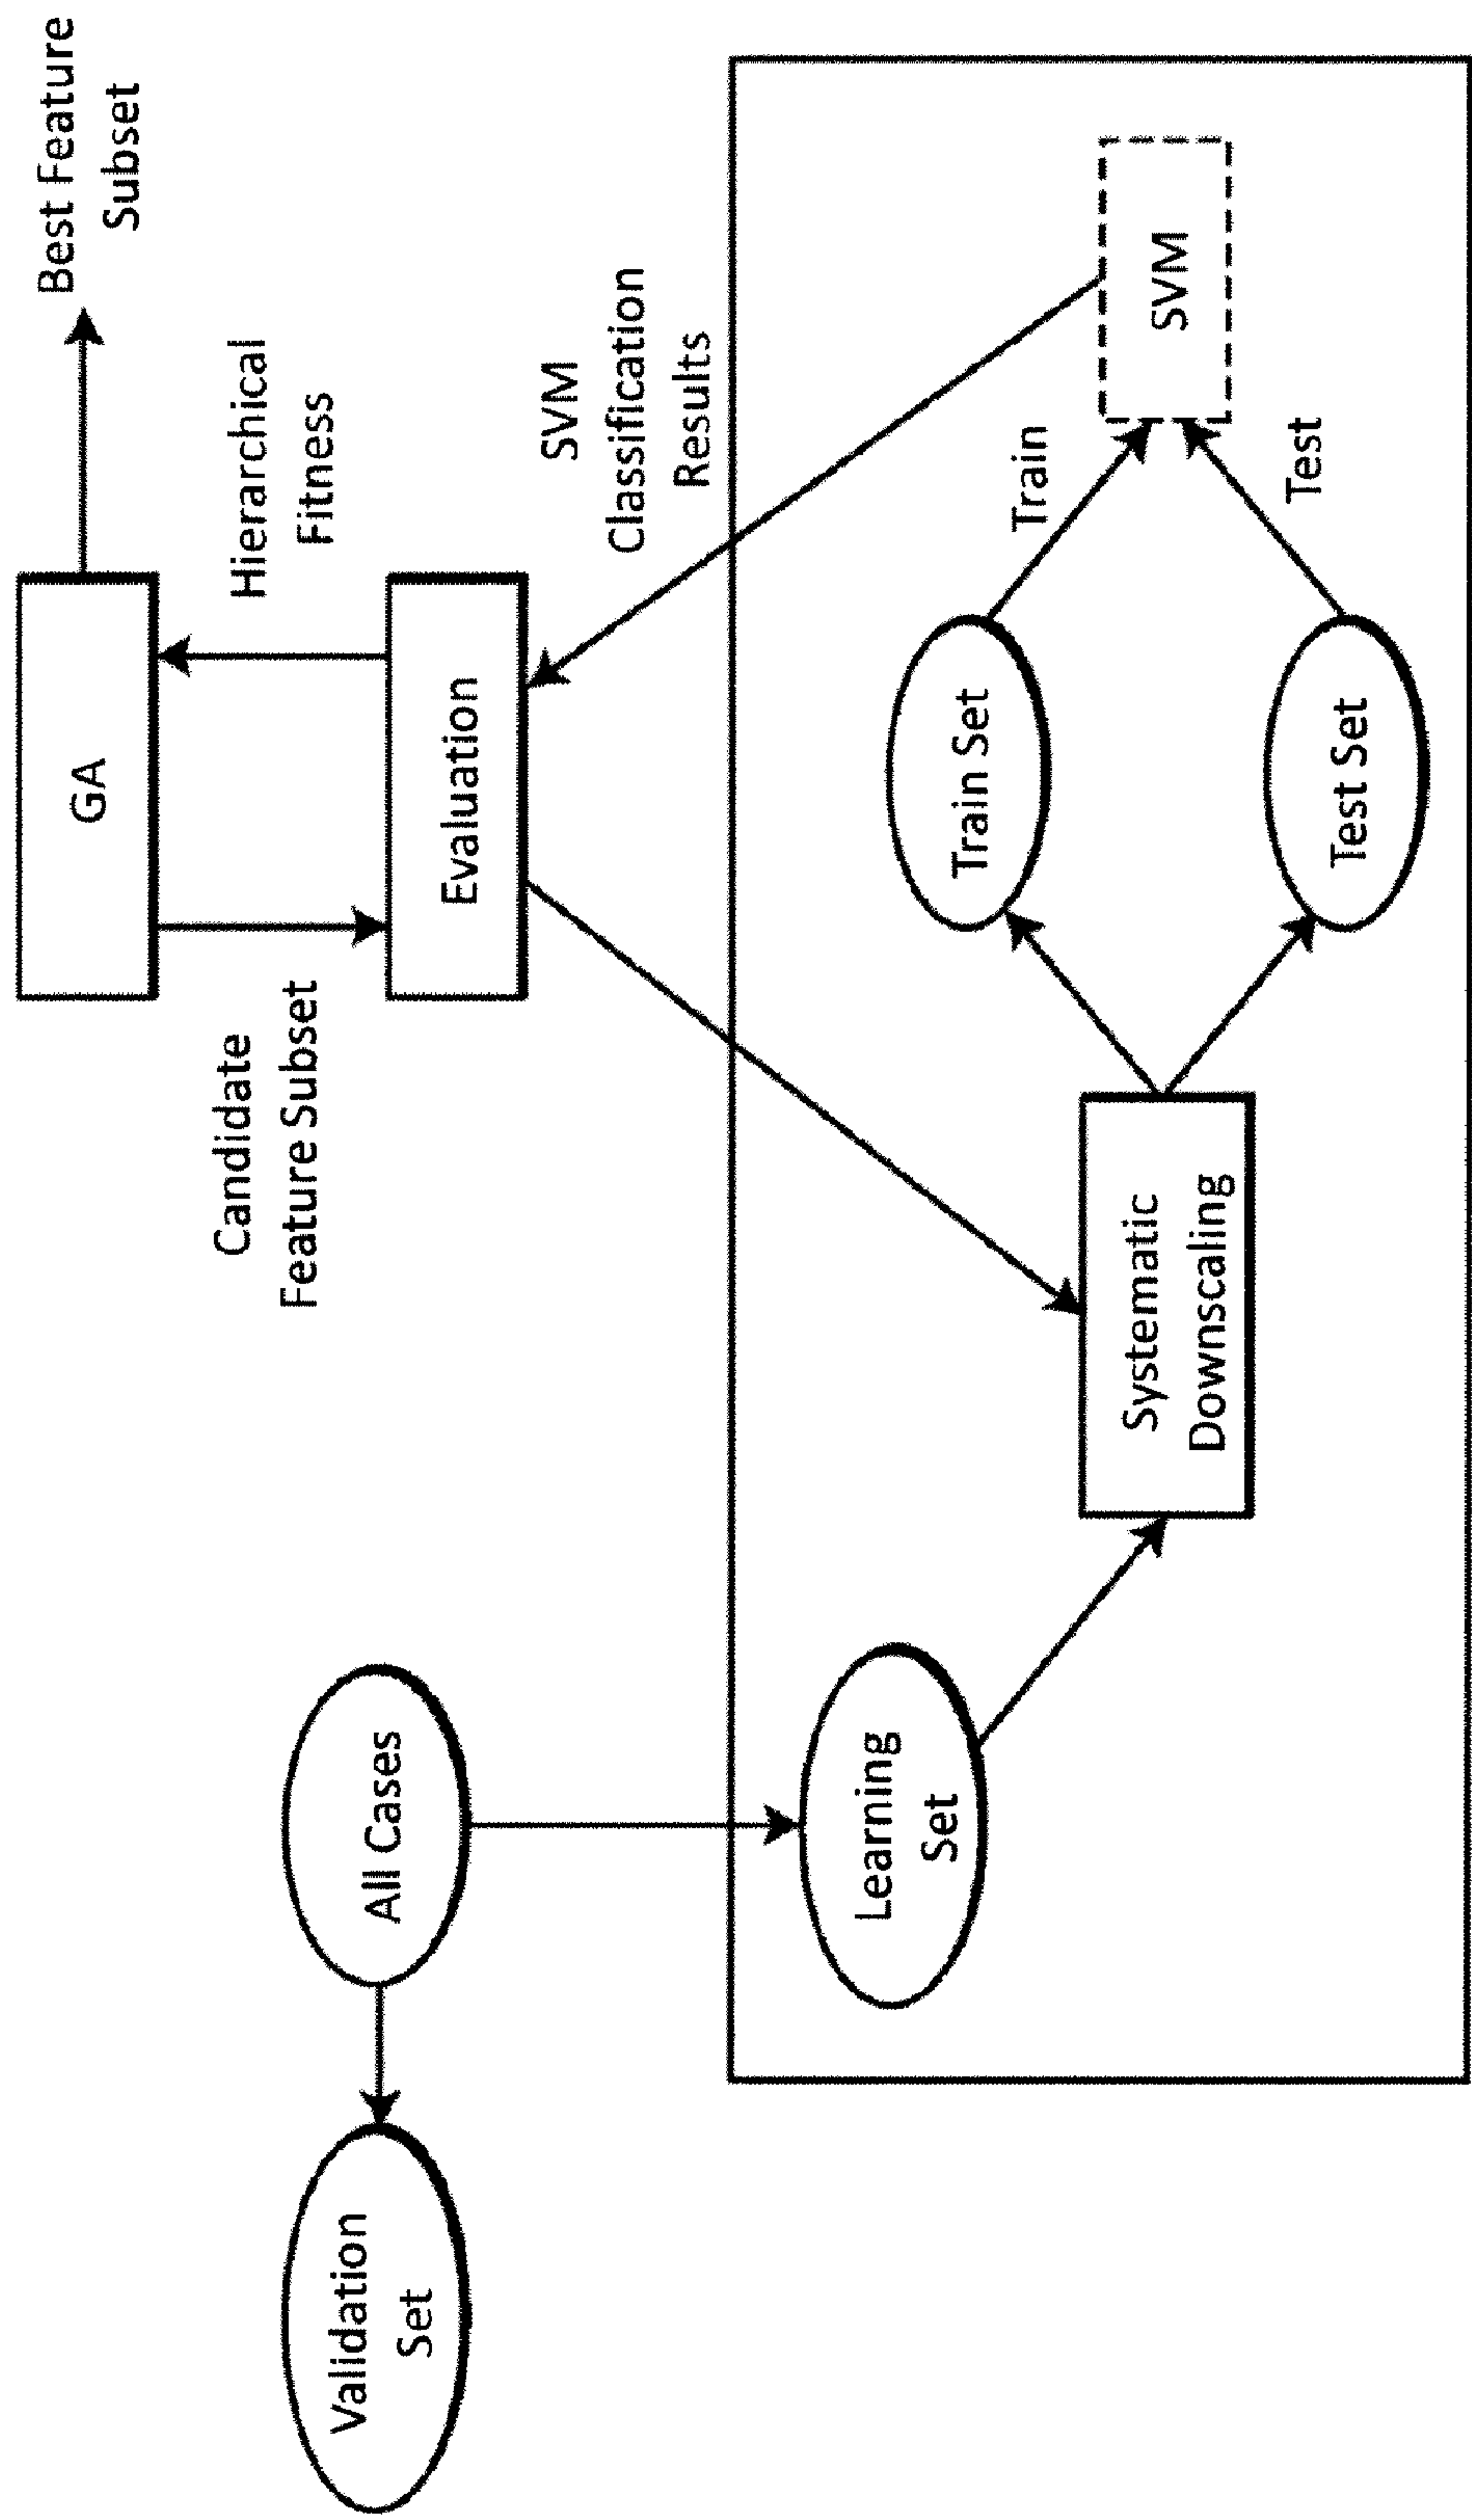 Validation
Set
All Cases
Learning
Set
GA
Best Feature
Subset
Candidate
Feature Subset
Hierarchical
Fitness
Evaluation
SVM
Classification
Results
Systematic
Downscaling
Train Set
Test Set
Train
Test
SVM